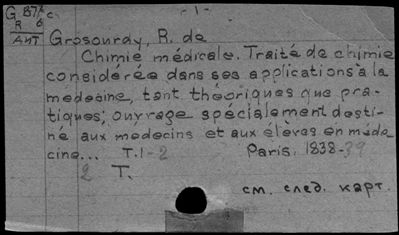 G 87/6 c. - 1 -
R
АНТ
Grosourdy, R. de
Chimie médicale. Traité de chimie
considérée dans ses applications à la
médecine, tant théoriques que pra-
tiques; ouvrage spécialement desti-
né aux médecins et aux élèves en méde
cine... T.1-2 Paris. 1838-39
2 T.
см. след. карт.